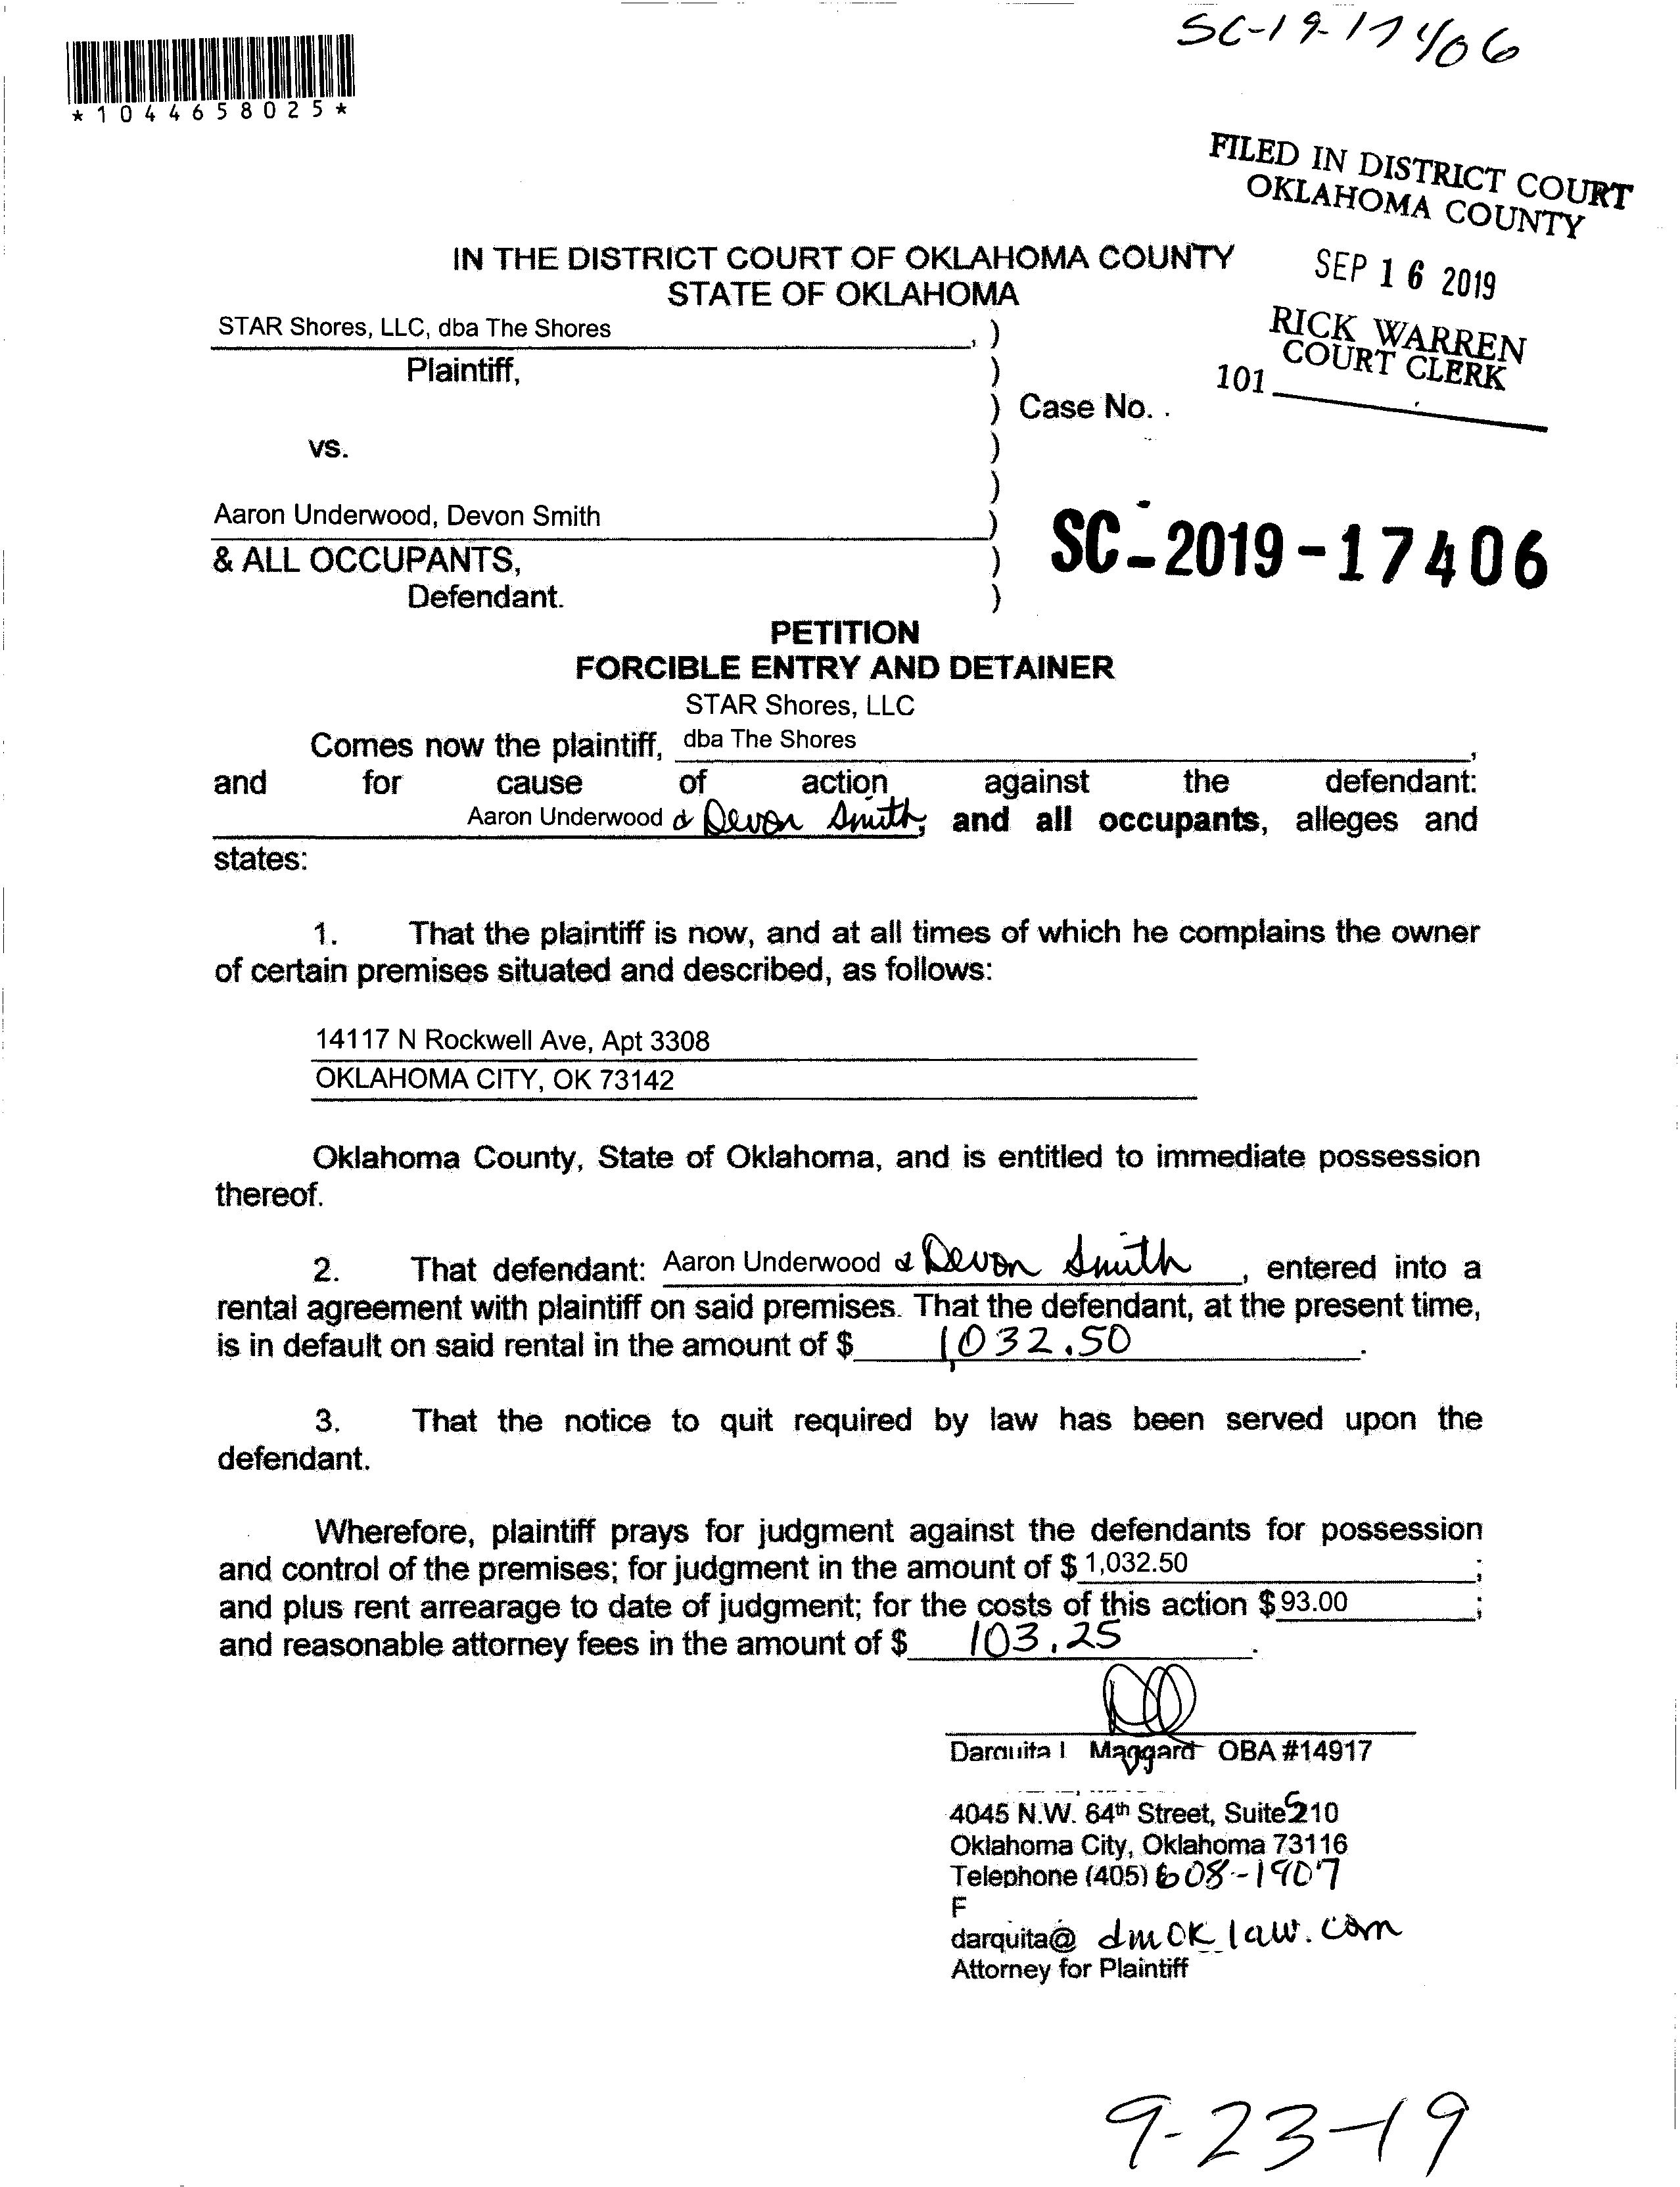 SC-19-17406
*1044658025*
FILED IN DISTRICT COURT
OKLAHOMA COUNTY
SEP 16 2019
RICK WARREN
COURT CLERK
101
IN THE DISTRICT COURT OF OKLAHOMA COUNTY
STATE OF OKLAHOMA
STAR Shores, LLC, dba The Shores , )
Plaintiff, )
) Case No. .
vs. )
)
Aaron Underwood, Devon Smith )
& ALL OCCUPANTS, ) SC-2019-17406
Defendant. )
PETITION
FORCIBLE ENTRY AND DETAINER
STAR Shores, LLC
Comes now the plaintiff, dba The Shores ,
and for cause of action against the defendant:
Aaron Underwood & Devon Smith, and all occupants, alleges and
states:
1. That the plaintiff is now, and at all times of which he complains the owner
of certain premises situated and described, as follows:
14117 N Rockwell Ave, Apt 3308
OKLAHOMA CITY, OK 73142
Oklahoma County, State of Oklahoma, and is entitled to immediate possession
thereof.
2. That defendant: Aaron Underwood & Devon Smith , entered into a
rental agreement with plaintiff on said premises. That the defendant, at the present time,
is in default on said rental in the amount of $ 1,032.50 .
3. That the notice to quit required by law has been served upon the
defendant.
Wherefore, plaintiff prays for judgment against the defendants for possession
and control of the premises; for judgment in the amount of $ 1,032.50 ;
and plus rent arrearage to date of judgment; for the costs of this action $ 93.00 ;
and reasonable attorney fees in the amount of $ 103.25 .
Darquita L Maggard OBA #14917
4045 N.W. 64th Street, Suite 510
Oklahoma City, Oklahoma 73116
Telephone (405) 608-1907
F
darquita@ dmoklaw.com
Attorney for Plaintiff
9-23-19